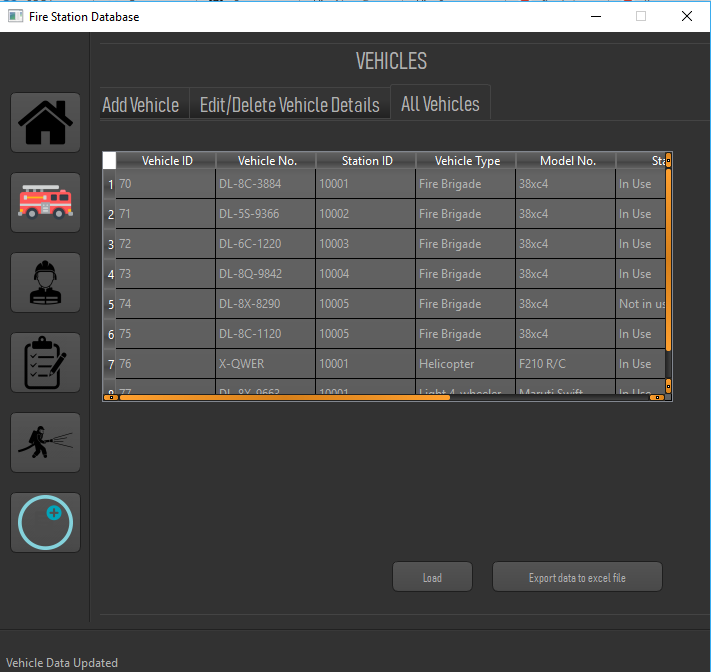 Fire Station Database
VEHICLES
Add Vehicle Edit/Delete Vehicle Details All Vehicles
Vehicle ID Vehicle No. Station ID Vehicle Type Model No. Sta
1 70 DL-8C-3884 10001 Fire Brigade 38xc4 In Use
2 71 DL-5S-9366 10002 Fire Brigade 38xc4 In Use
3 72 DL-6C-1220 10003 Fire Brigade 38xc4 In Use
4 73 DL-8Q-9842 10004 Fire Brigade 38xc4 In Use
5 74 DL-8X-8290 10005 Fire Brigade 38xc4 Not in us
6 75 DL-8C-1120 10005 Fire Brigade 38xc4 In Use
7 76 X-QWER 10001 Helicopter F210 R/C In Use
8 77 DL-8X-9663 10001 Light 4-wheeler Maruti Swift In Use
Load Export data to excel file
Vehicle Data Updated